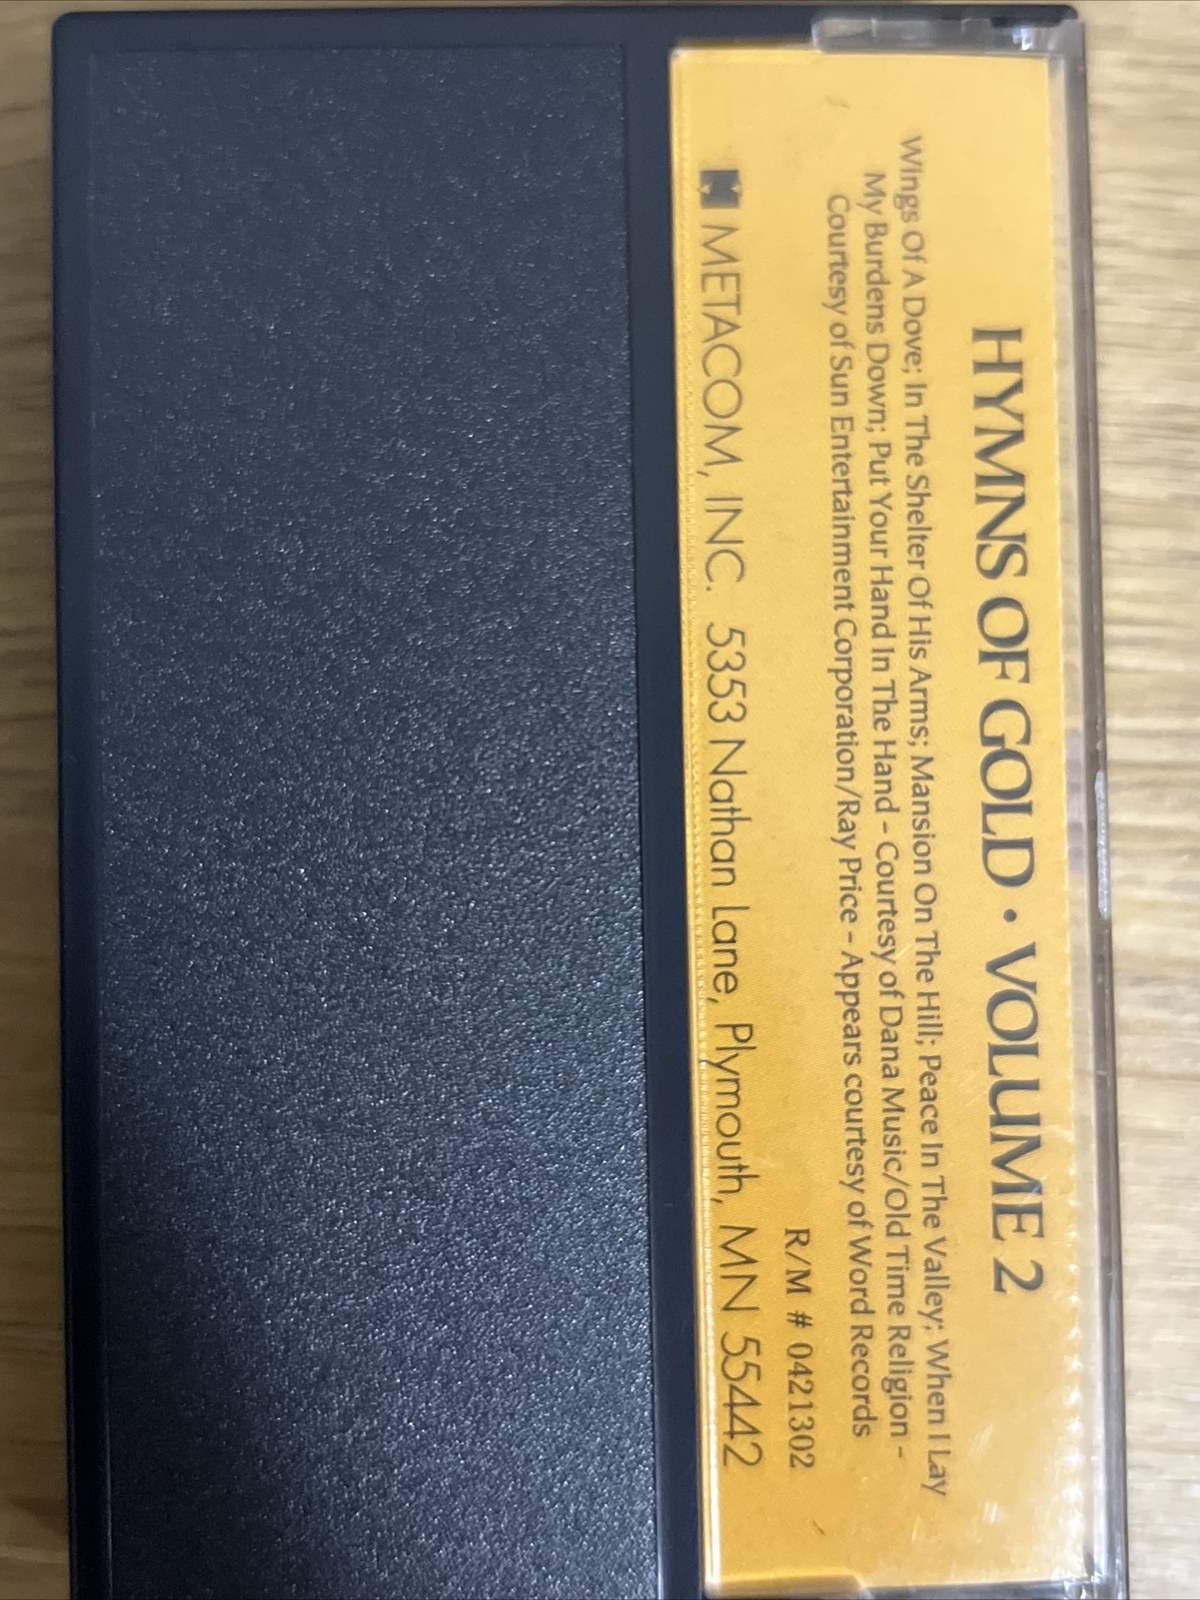 HYMNS OF GOLD • VOLUME 2
Wings Of A Dove; In The Shelter Of His Arms; Mansion On The Hill; Peace In The Valley; When I Lay
My Burdens Down; Put Your Hand In The Hand – Courtesy of Dana Music/Old Time Religion –
Courtesy of Sun Entertainment Corporation/Ray Price – Appears courtesy of Word Records
R/M # 0421302
METACOM, INC. 5353 Nathan Lane, Plymouth, MN 55442